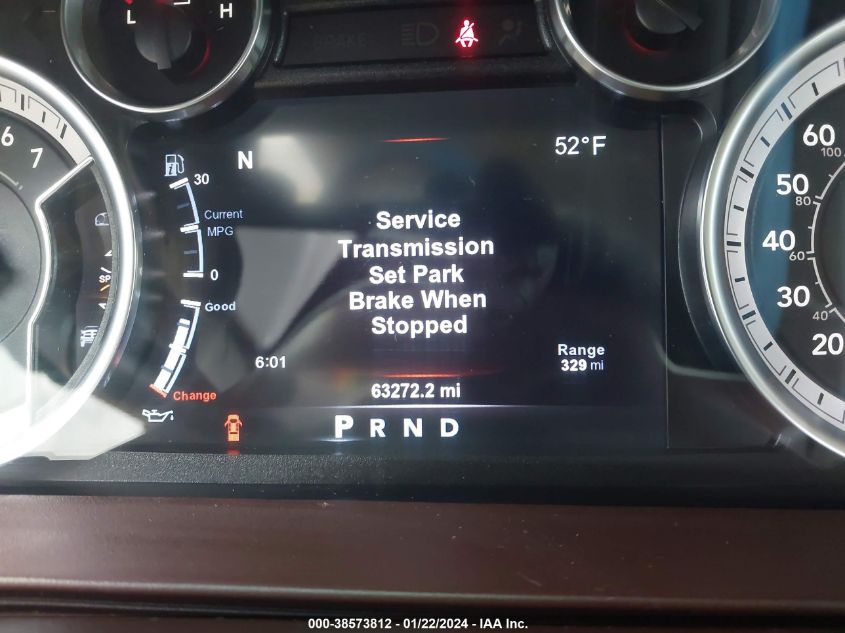 L H
BRAKE
6 7
N 52°F
30
Current
MPG
0
Good
Change
Service
Transmission
Set Park
Brake When
Stopped
6:01
Range
329 mi
63272.2 mi
P R N D
60
100
50
80
40
60
30
40
20
000-38573812 - 01/22/2024 - IAA Inc.